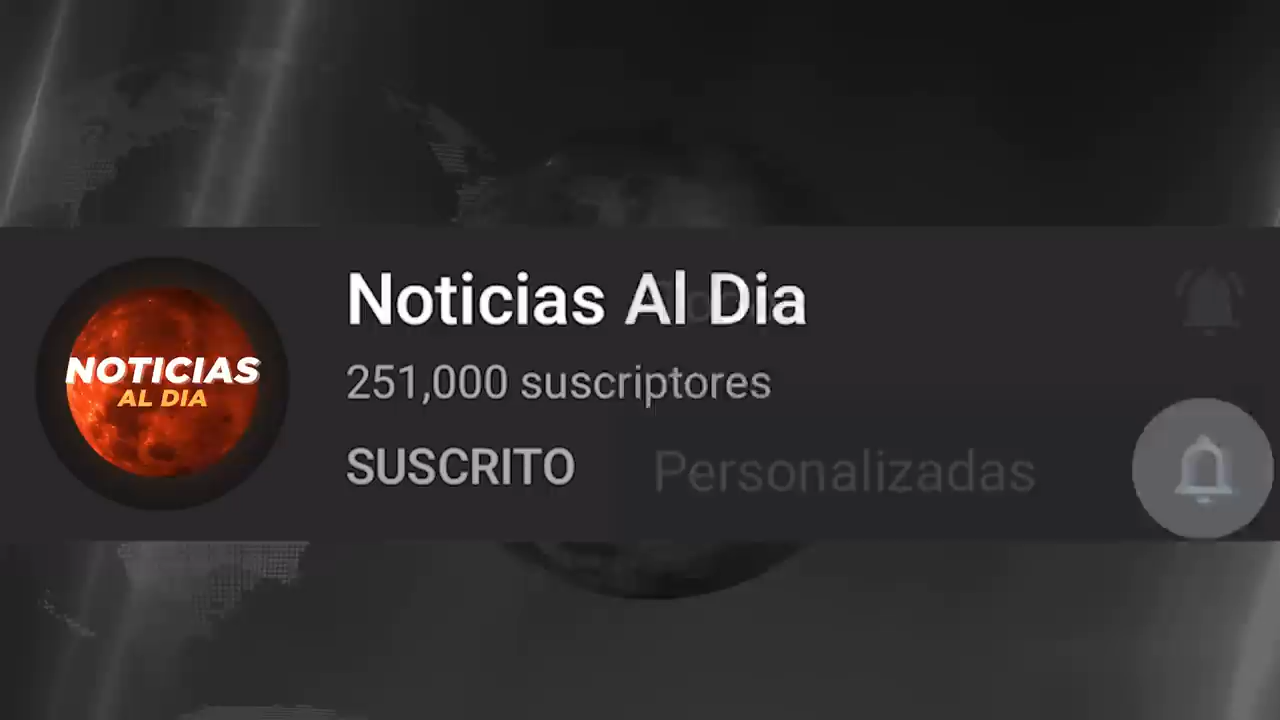 NOTICIAS
AL DIA
Noticias Al Dia
251,000 suscriptores
SUSCRITO
Personalizadas